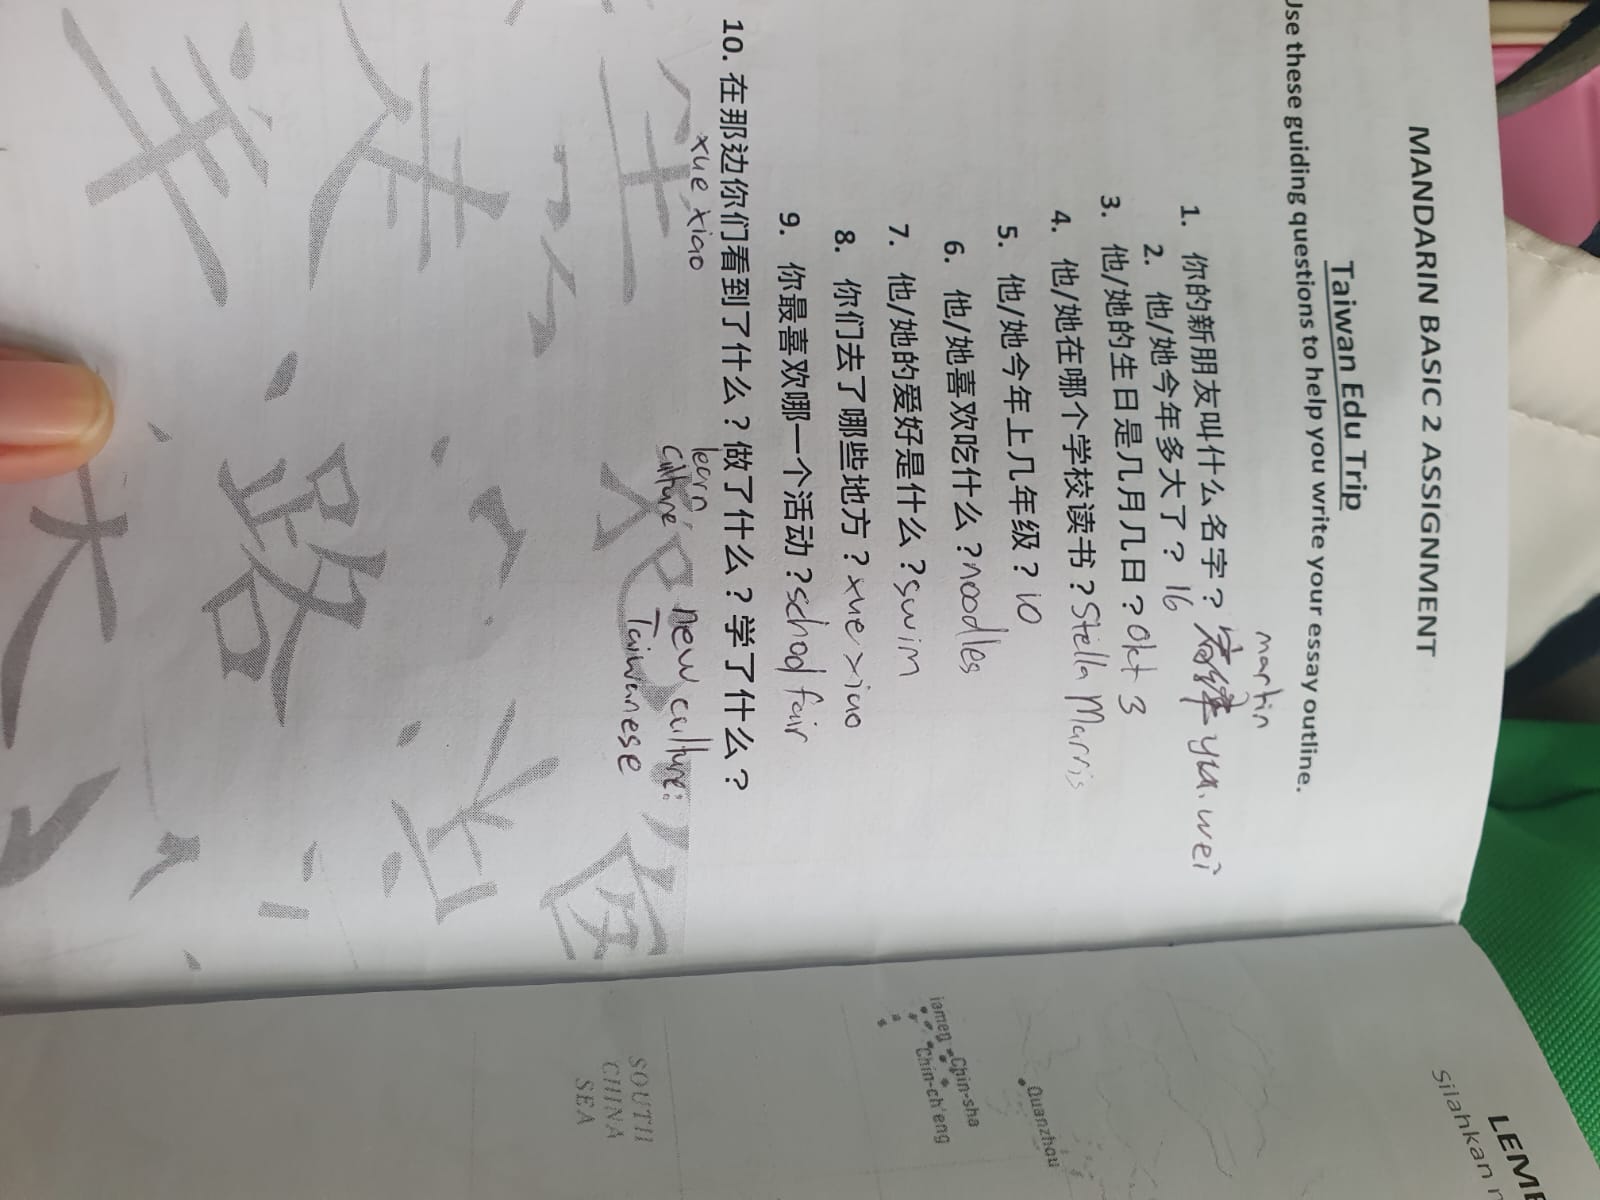 MANDARIN BASIC 2 ASSIGNMENT
Taiwan Edu Trip
Use these guiding questions to help you write your essay outline.
martin
1. 你的新朋友叫什么名字？ yu.wei
2. 他/她今年多大了？ 16
3. 他/她的生日是几月几日？Okt 3
4. 他/她在哪个学校读书？Stella Marris
5. 他/她今年上几年级？10
6. 他/她喜欢吃什么？noodles
7. 他/她的爱好是什么？swim
8. 你们去了哪些地方？xue xiao
9. 你最喜欢哪一个活动？school fair
10. 在那边你们看到了什么？做了什么？学了什么？
xue xiao learn culture new culture: Taiwanese
路
Quanzhou
Chin-sha
Chin-ch'eng
SOUTH
CHINA
SEA
Silahkan